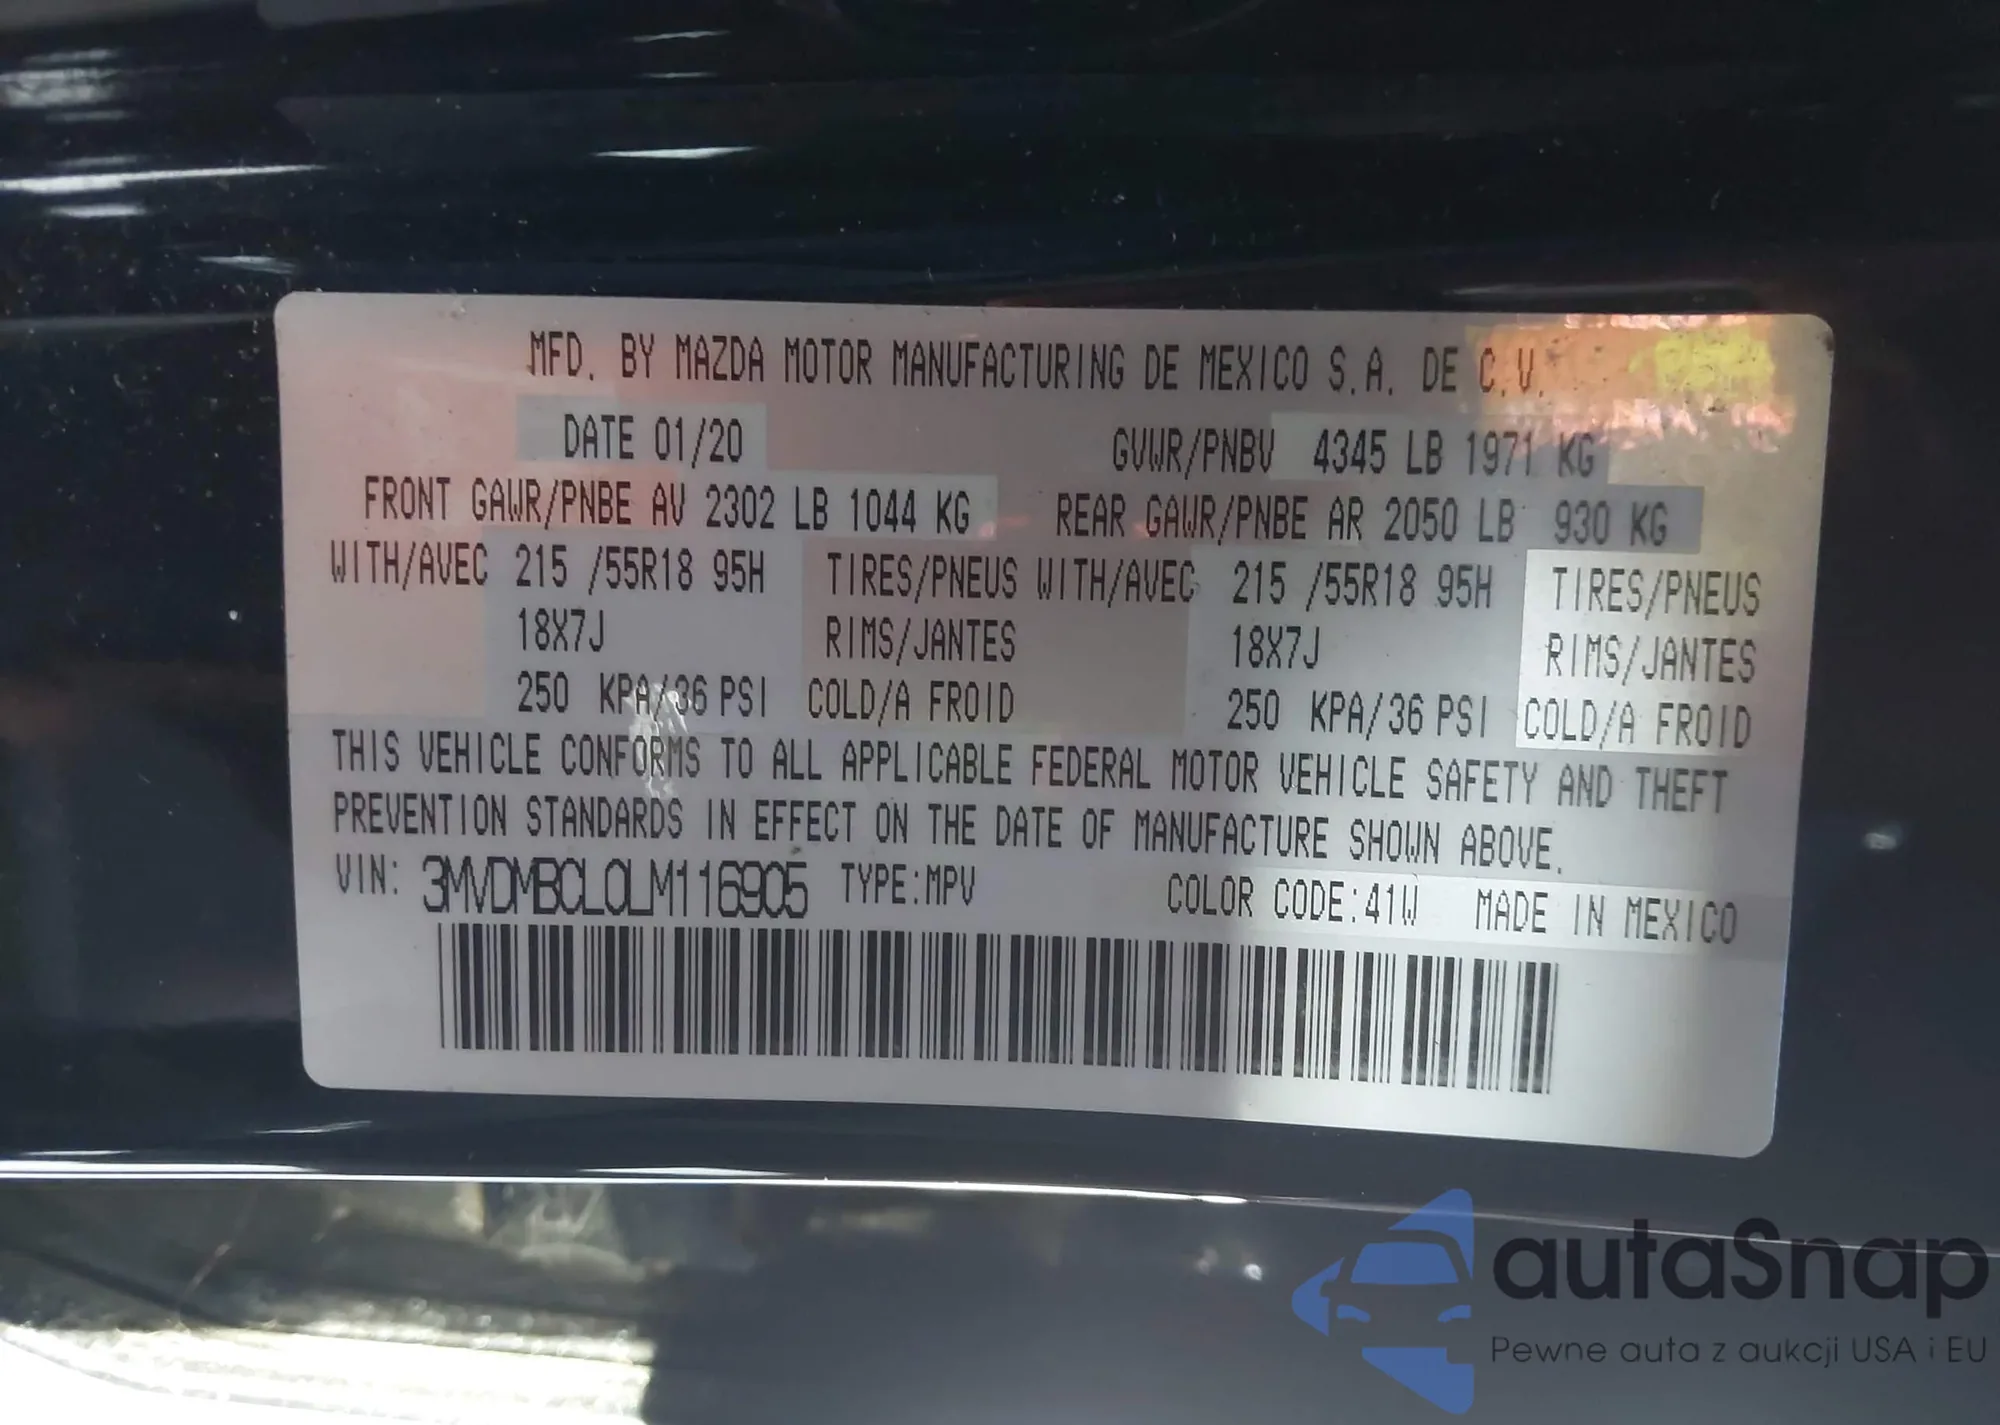 MFD. BY MAZDA MOTOR MANUFACTURING DE MEXICO S.A. DE C.V.
DATE 01/20 GVWR/PNBV 4345 LB 1971 KG
FRONT GAWR/PNBE AV 2302 LB 1044 KG REAR GAWR/PNBE AR 2050 LB 930 KG
WITH/AVEC 215 /55R18 95H TIRES/PNEUS WITH/AVEC 215 /55R18 95H TIRES/PNEUS
18X7J RIMS/JANTES 18X7J RIMS/JANTES
250 KPA/36 PSI COLD/A FROID 250 KPA/36 PSI COLD/A FROID
THIS VEHICLE CONFORMS TO ALL APPLICABLE FEDERAL MOTOR VEHICLE SAFETY AND THEFT
PREVENTION STANDARDS IN EFFECT ON THE DATE OF MANUFACTURE SHOWN ABOVE.
VIN: 3MVDMBCL0LM116905 TYPE:MPV COLOR CODE:41W MADE IN MEXICO
autaSnap
Pewne auta z aukcji USA i EU